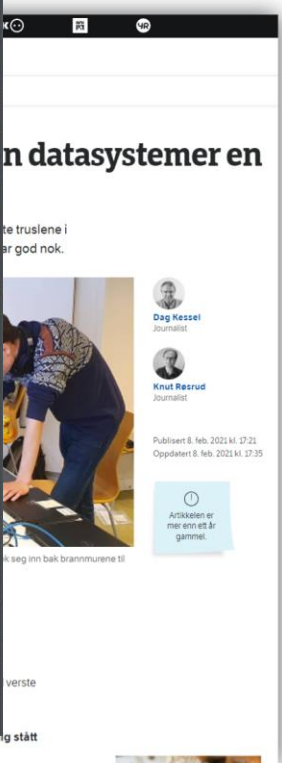 n datasystemer en
te truslene i
ar god nok.
Dag Kessel
Journalist
Knut Røsrud
Journalist
Publisert 8. feb. 2021 kl. 17:21
Oppdatert 8. feb. 2021 kl. 17:35
Artikkelen er
mer enn ett år
gammel.
k seg inn bak brannmurene til
verste
ig stått